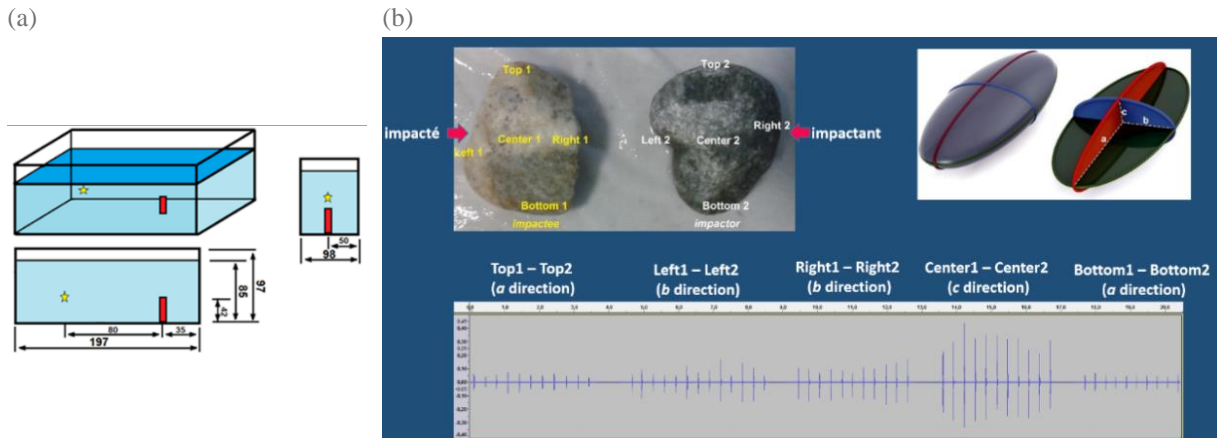 (a)
(b)
50
98
97
85
42
80
35
197
Top 1
Top 2
impacté
impactant
Center 1
Right 1
Left 2
Center 2
Right 2
Left 1
Bottom 1
Bottom 2
impactee
impactor
c
b
a
Top1 – Top2
(a direction)
Left1 – Left2
(b direction)
Right1 – Right2
(b direction)
Center1 – Center2
(c direction)
Bottom1 – Bottom2
(a direction)